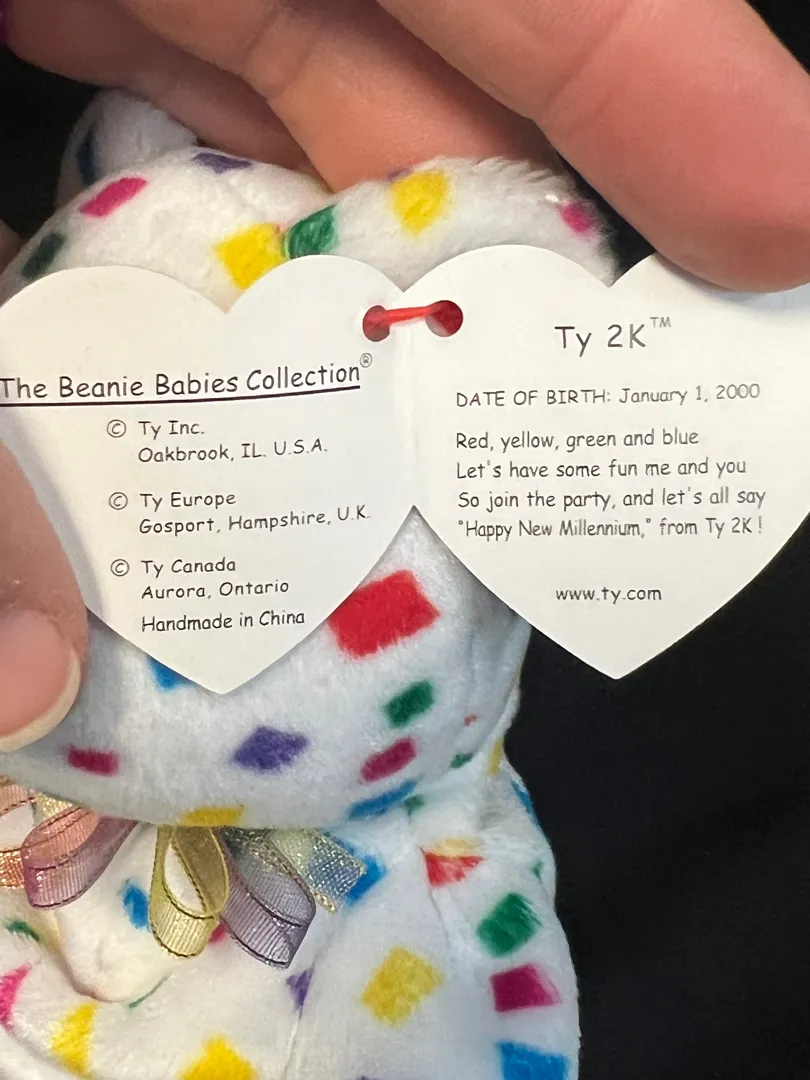 The Beanie Babies Collection®
© Ty Inc.
Oakbrook, IL. U.S.A.
© Ty Europe
Gosport, Hampshire, U.K.
© Ty Canada
Aurora, Ontario
Handmade in China
Ty 2K™
DATE OF BIRTH: January 1, 2000
Red, yellow, green and blue
Let's have some fun me and you
So join the party, and let's all say
"Happy New Millennium," from Ty 2K!
www.ty.com